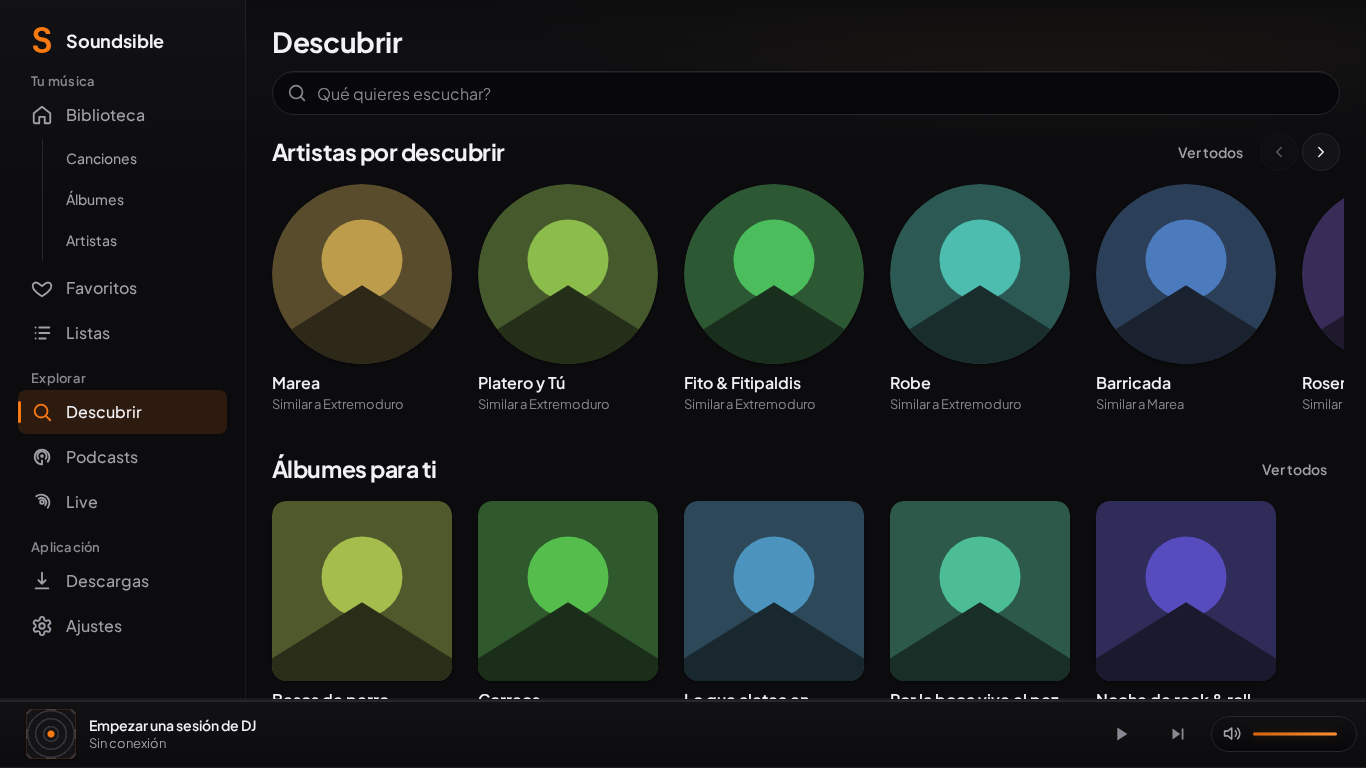 Soundsible
Tu música
Biblioteca
Canciones
Álbumes
Artistas
Favoritos
Listas
Explorar
Descubrir
Podcasts
Live
Aplicación
Descargas
Ajustes
Descubrir
Qué quieres escuchar?
Artistas por descubrir
Ver todos
Marea
Similar a Extremoduro
Platero y Tú
Similar a Extremoduro
Fito & Fitipaldis
Similar a Extremoduro
Robe
Similar a Extremoduro
Barricada
Similar a Marea
Similar
Álbumes para ti
Ver todos
Empezar una sesión de DJ
Sin conexión